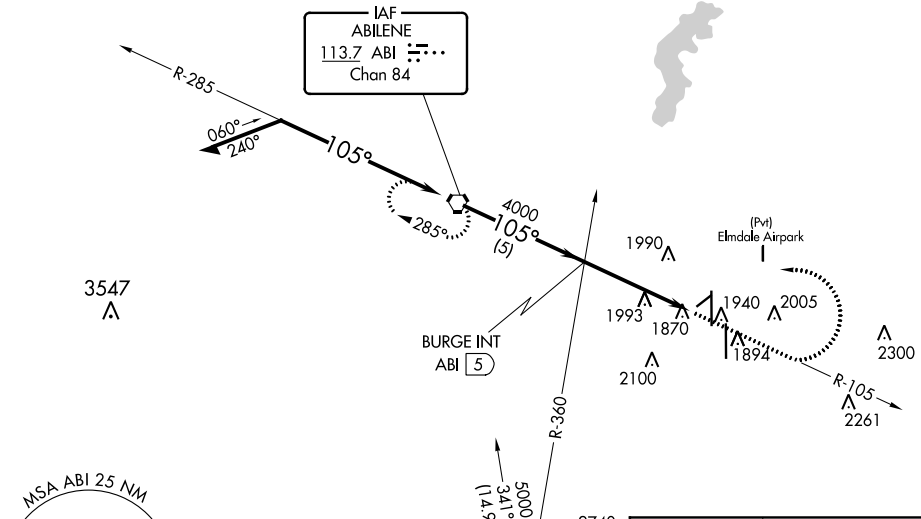 IAF
ABILENE
113.7 ABI
Chan 84
R-285
060°
240°
105°
285°
4000
105°
(5)
(Pvt)
Elmdale Airpark
1990
3547
1993
1870
1940
2005
1894
2300
BURGE INT
ABI 5
2100
R-105
2261
R-360
5000
341°
(14.9
MSA ABI 25 NM